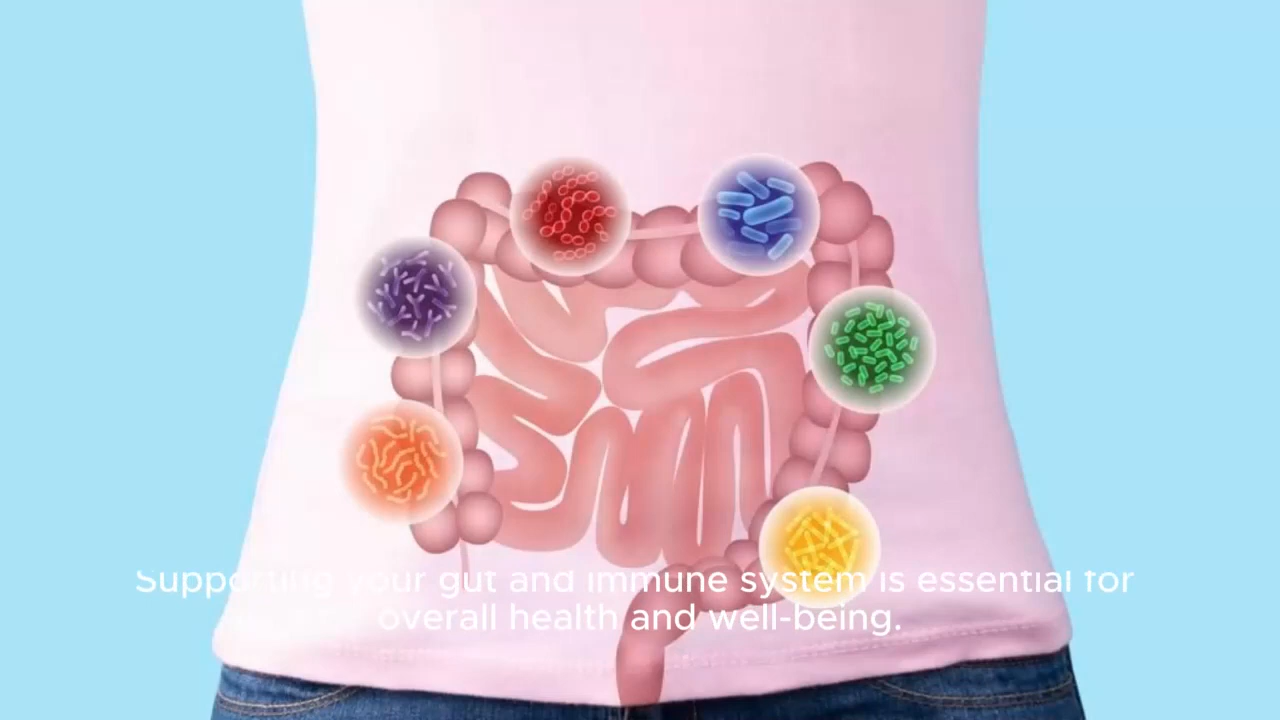 Supporting your gut and immune system is essential for
overall health and well-being.